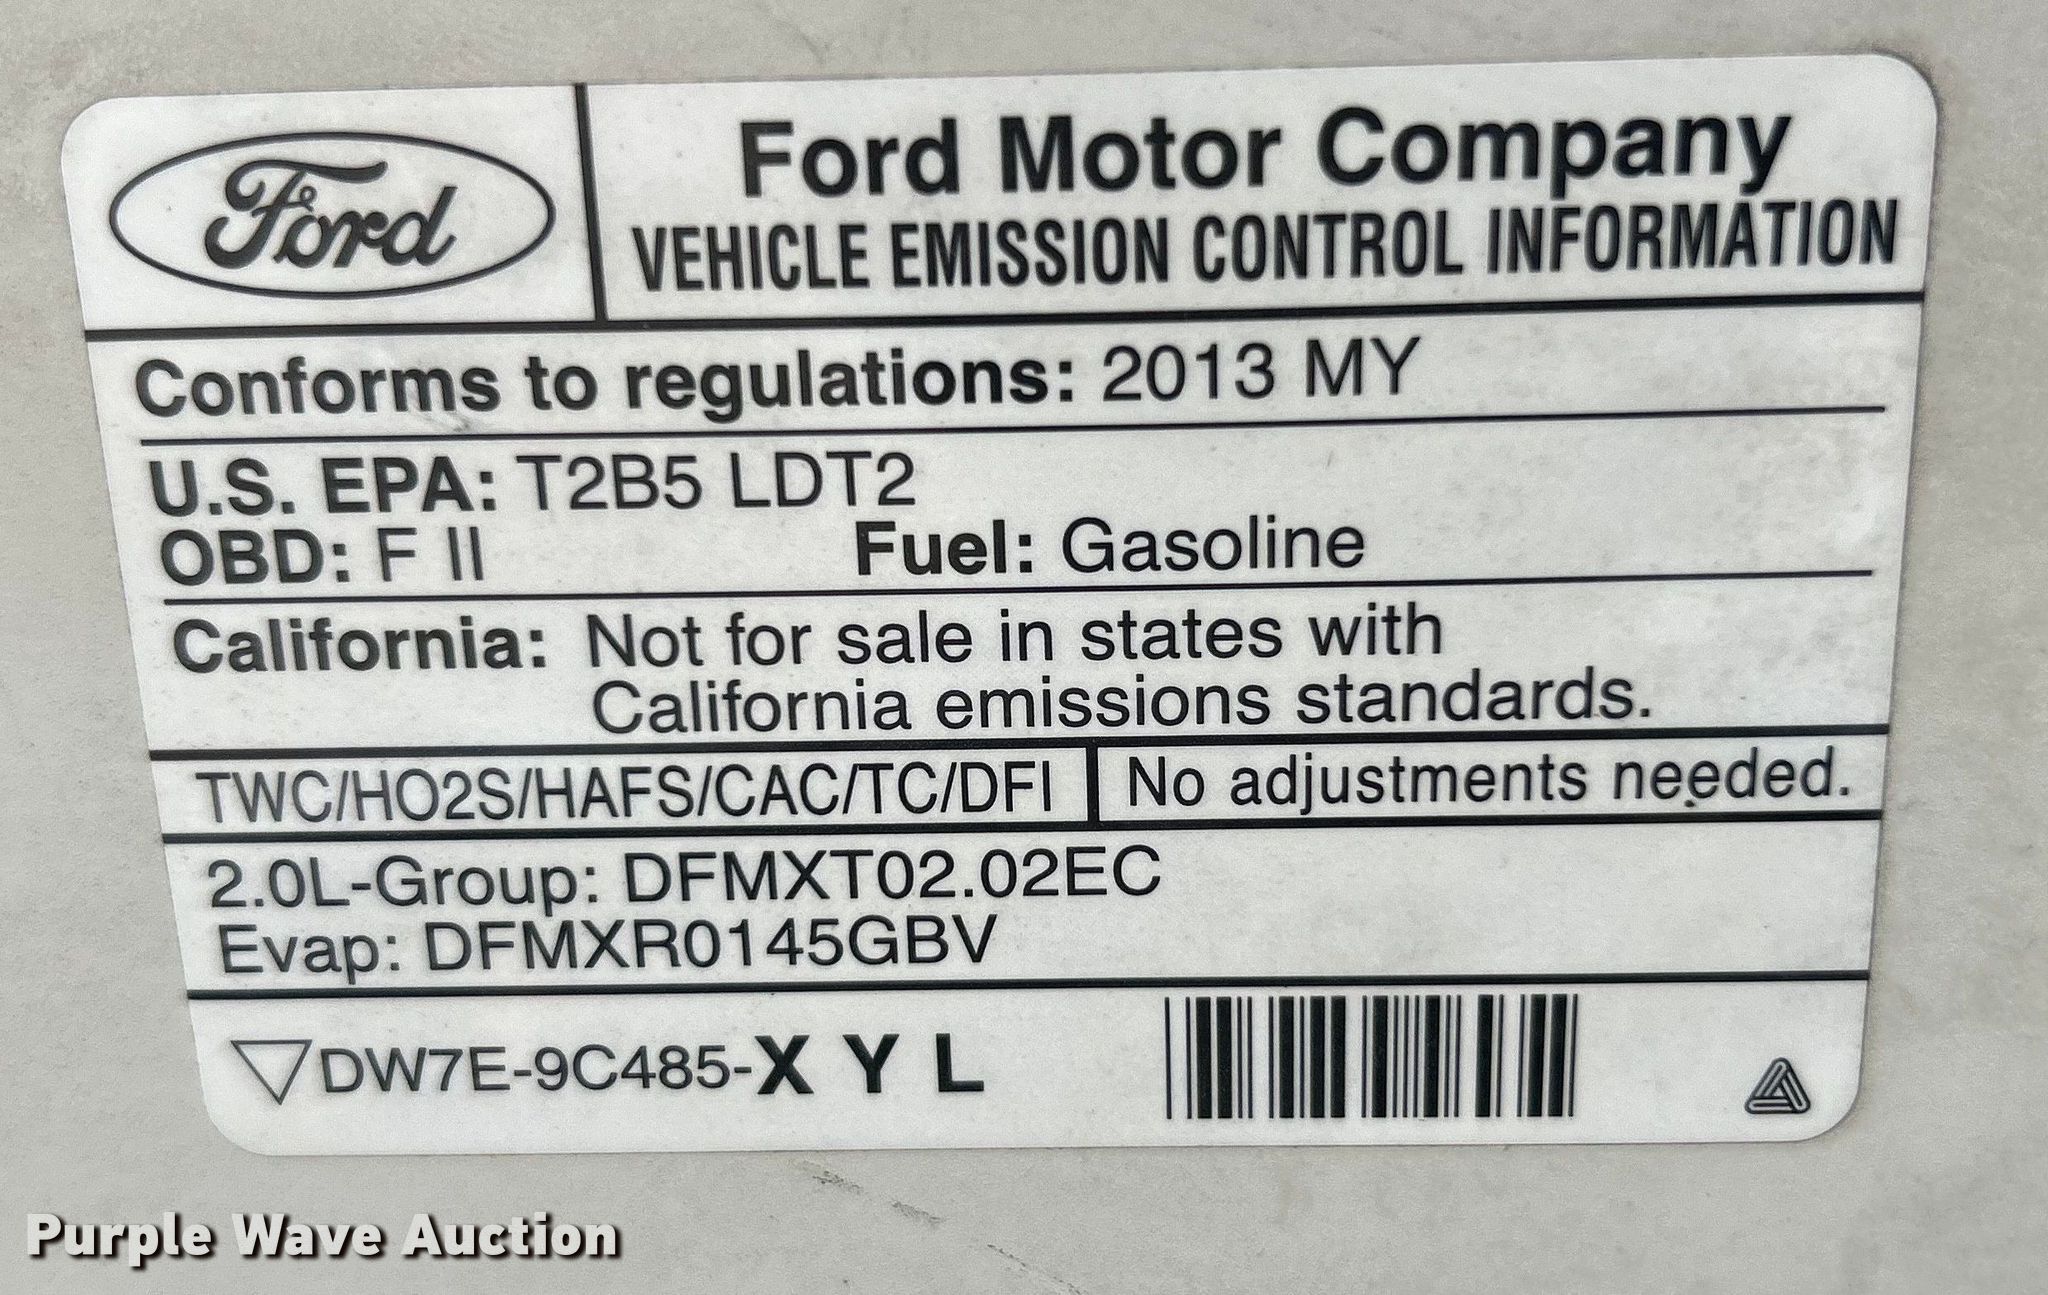 Ford
Ford Motor Company
VEHICLE EMISSION CONTROL INFORMATION
Conforms to regulations: 2013 MY
U.S. EPA: T2B5 LDT2
OBD: F II Fuel: Gasoline
California: Not for sale in states with
California emissions standards.
TWC/HO2S/HAFS/CAC/TC/DFI No adjustments needed.
2.0L-Group: DFMXT02.02EC
Evap: DFMXR0145GBV
DW7E-9C485-X Y L
Purple Wave Auction